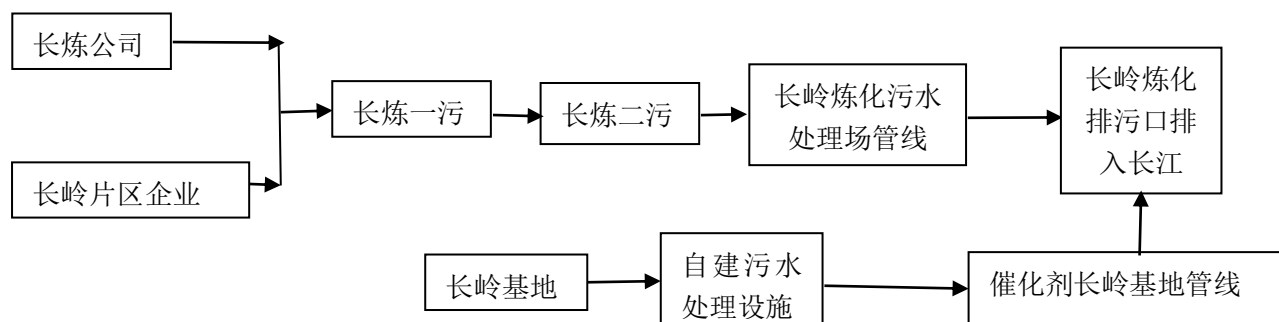 长炼公司
长岭片区企业
长炼一污
长炼二污
长岭炼化污水
处理场管线
长岭炼化
排污口排
入长江
长岭基地
自建污水
处理设施
催化剂长岭基地管线